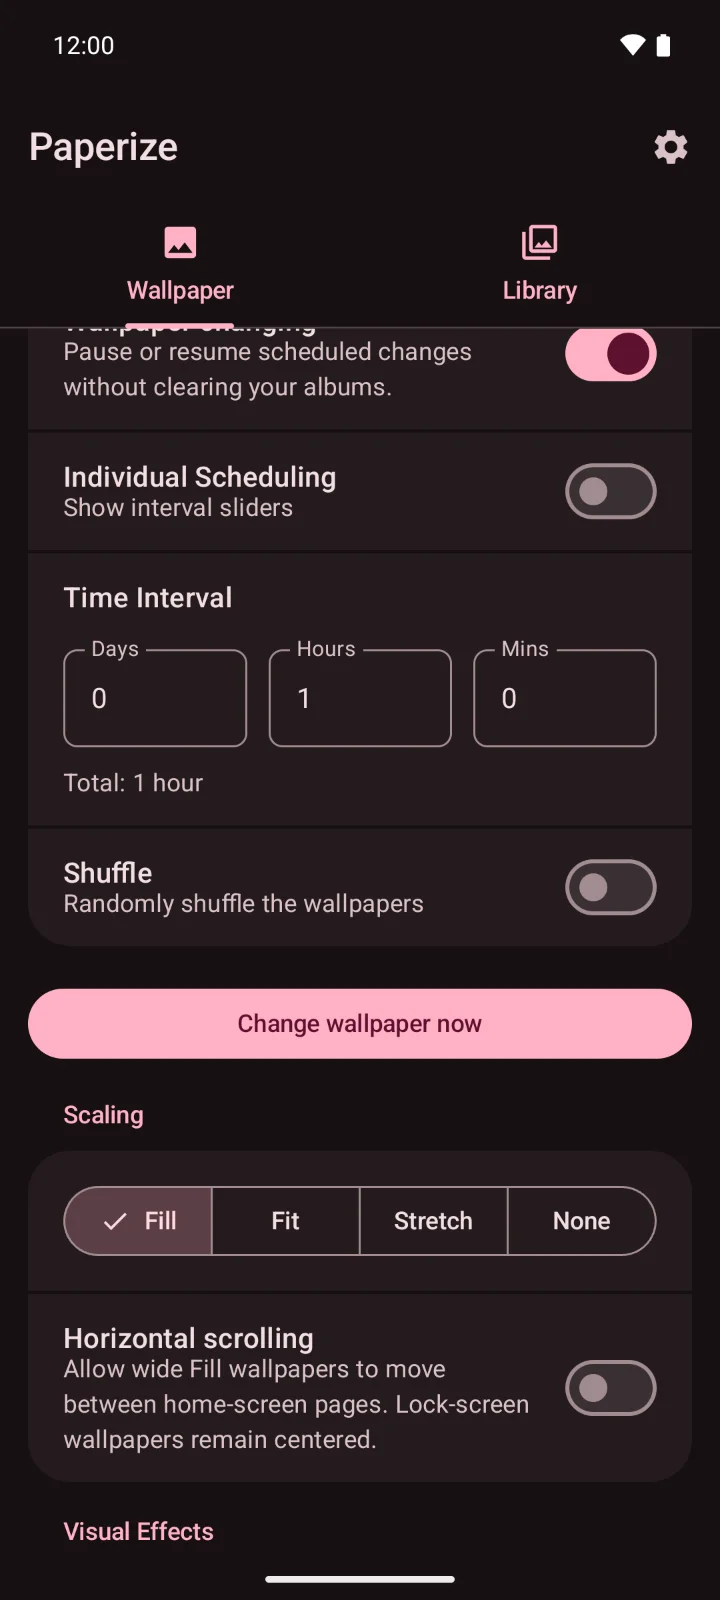 12:00
Paperize
Wallpaper
Library
Wallpaper changing
Pause or resume scheduled changes
without clearing your albums.
Individual Scheduling
Show interval sliders
Time Interval
Days
Hours
Mins
0
1
0
Total: 1 hour
Shuffle
Randomly shuffle the wallpapers
Change wallpaper now
Scaling
Fill
Fit
Stretch
None
Horizontal scrolling
Allow wide Fill wallpapers to move
between home-screen pages. Lock-screen
wallpapers remain centered.
Visual Effects